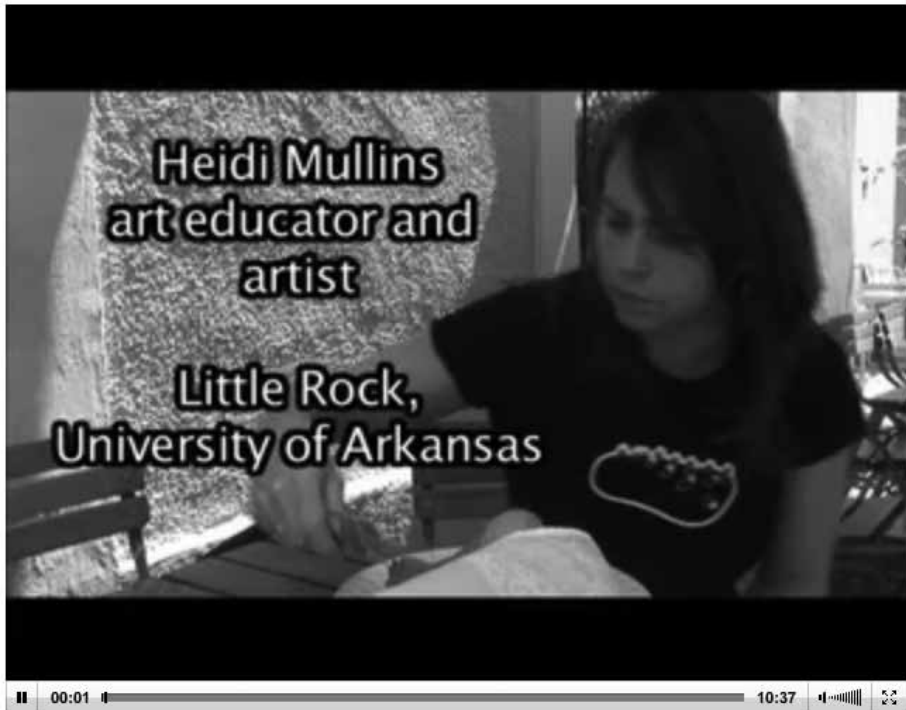 Heidi Mullins
art educator and
artist
Little Rock,
University of Arkansas
00:01 10:37